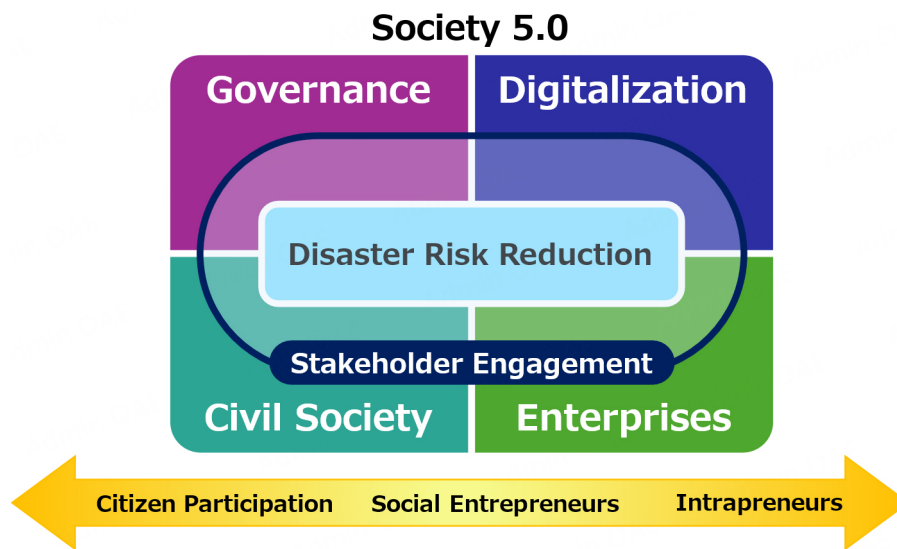 Society 5.0
Governance
Digitalization
Disaster Risk Reduction
Stakeholder Engagement
Civil Society
Enterprises
Citizen Participation
Social Entrepreneurs
Intrapreneurs